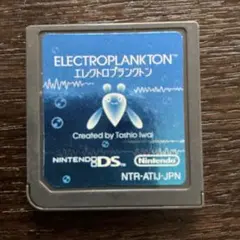 ELECTROPLANKTON™
エレクトロプランクトン
Created by Toshio Iwai
NINTENDO DS™ Nintendo
NTR-ATIJ-JPN